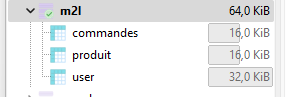 m2l 64,0 KiB
commandes 16,0 KiB
produit 16,0 KiB
user 32,0 KiB